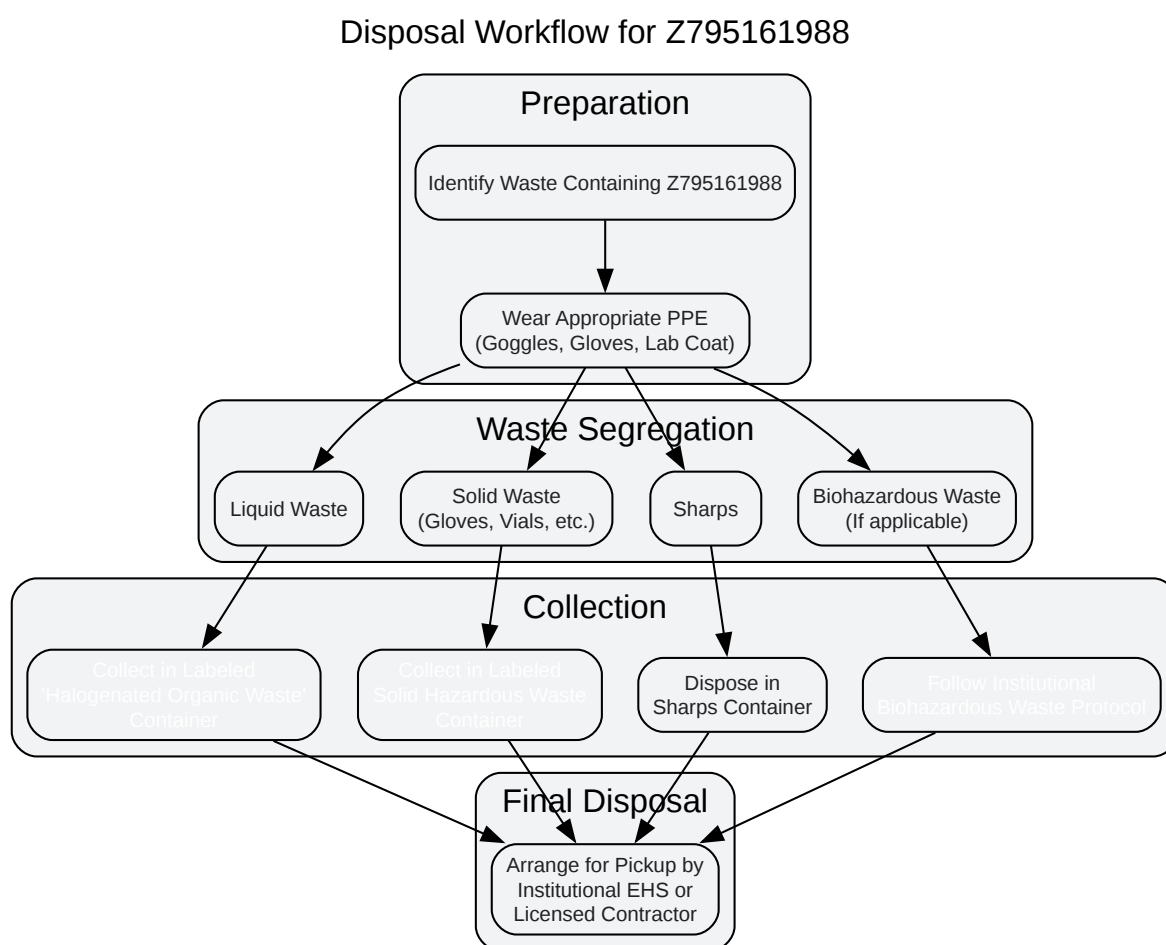 Disposal Workflow for Z795161988
Preparation
Identify Waste Containing Z795161988
Wear Appropriate PPE
(Goggles, Gloves, Lab Coat)
Waste Segregation
Liquid Waste
Solid Waste
(Gloves, Vials, etc.)
Sharps
Biohazardous Waste
(If applicable)
Collection
Collect in Labeled
'Halogenated Organic Waste'
Container
Collect in Labeled
Solid Hazardous Waste
Container
Dispose in
Sharps Container
Follow Institutional
Biohazardous Waste Protocol
Final Disposal
Arrange for Pickup by
Institutional EHS or
Licensed Contractor